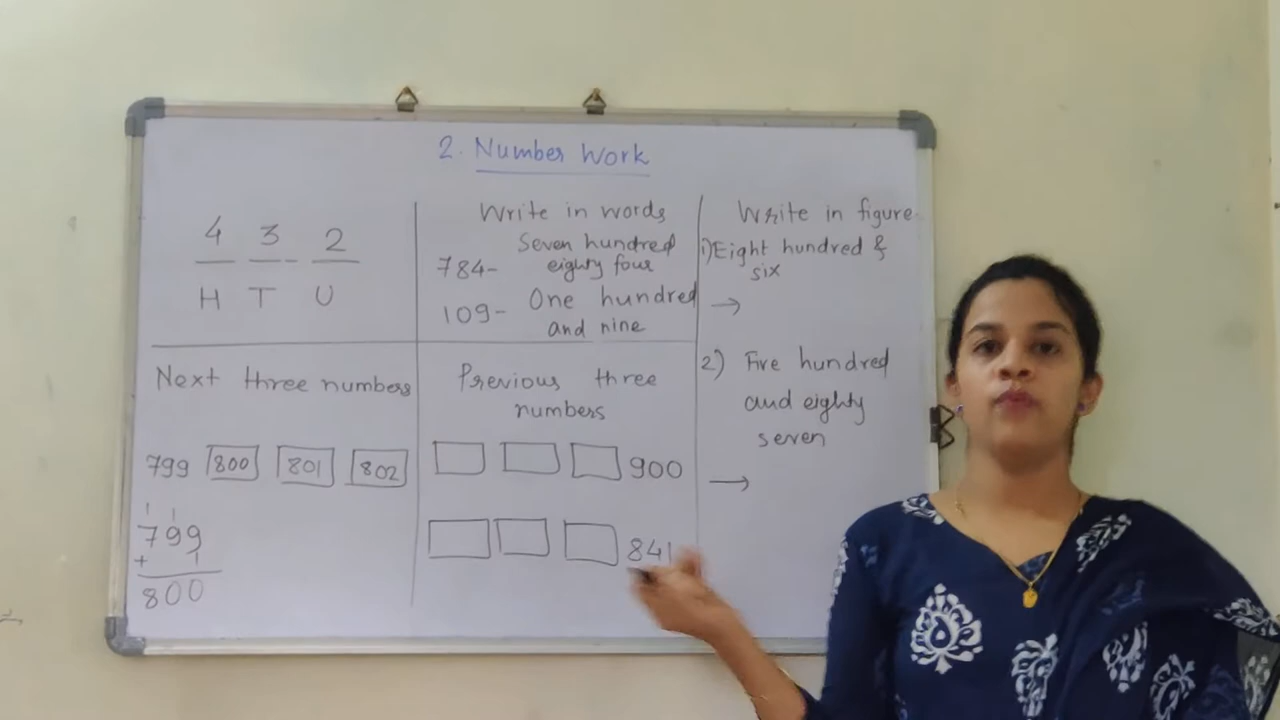 2. Number Work
4 3 2
H T U
Write in words
Seven hundred
784- eighty four
109- One hundred
and nine
Write in figure
1) Eight hundred &
six
→
2) Five hundred
and eighty
seven
→
Next three numbers
799 800 801 802
1 1
799
+ 1
800
Previous three
numbers
900
841